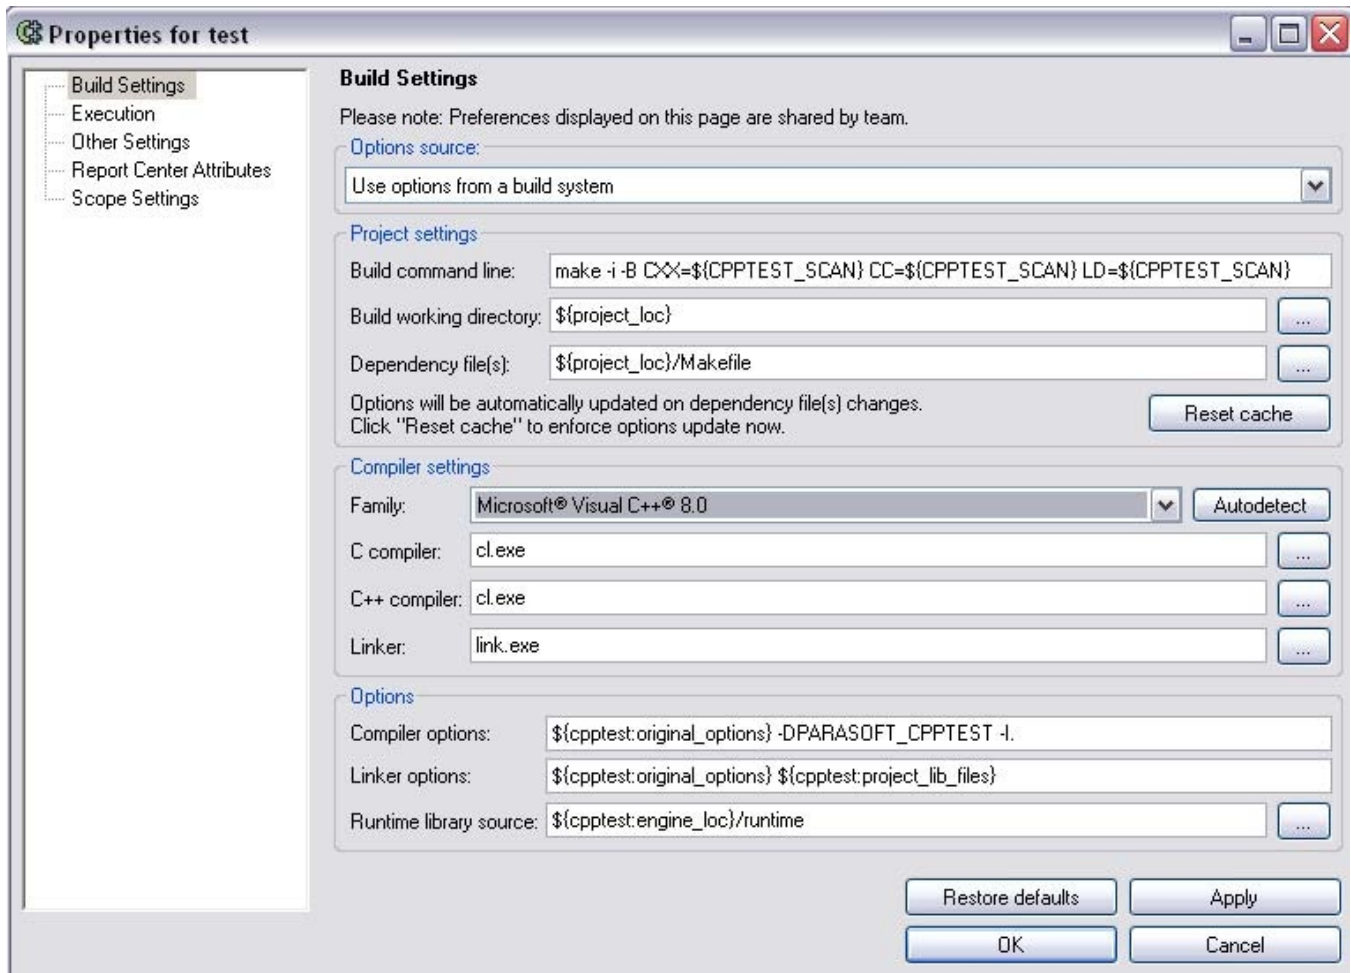 Properties for test
Build Settings
Execution
Other Settings
Report Center Attributes
Scope Settings
Build Settings
Please note: Preferences displayed on this page are shared by team.
Options source:
Use options from a build system
Project settings
Build command line: make -i -B CXX=${CPPTEST_SCAN} CC=${CPPTEST_SCAN} LD=${CPPTEST_SCAN}
Build working directory: ${project_loc} ...
Dependency file(s): ${project_loc}/Makefile ...
Options will be automatically updated on dependency file(s) changes.
Click "Reset cache" to enforce options update now.
Reset cache
Compiler settings
Family: Microsoft® Visual C++® 8.0 Autodetect
C compiler: cl.exe ...
C++ compiler: cl.exe ...
Linker: link.exe ...
Options
Compiler options: ${cpptest:original_options} -DPARASOFT_CPPTEST -I.
Linker options: ${cpptest:original_options} ${cpptest:project_lib_files}
Runtime library source: ${cpptest:engine_loc}/runtime ...
Restore defaults Apply
OK Cancel